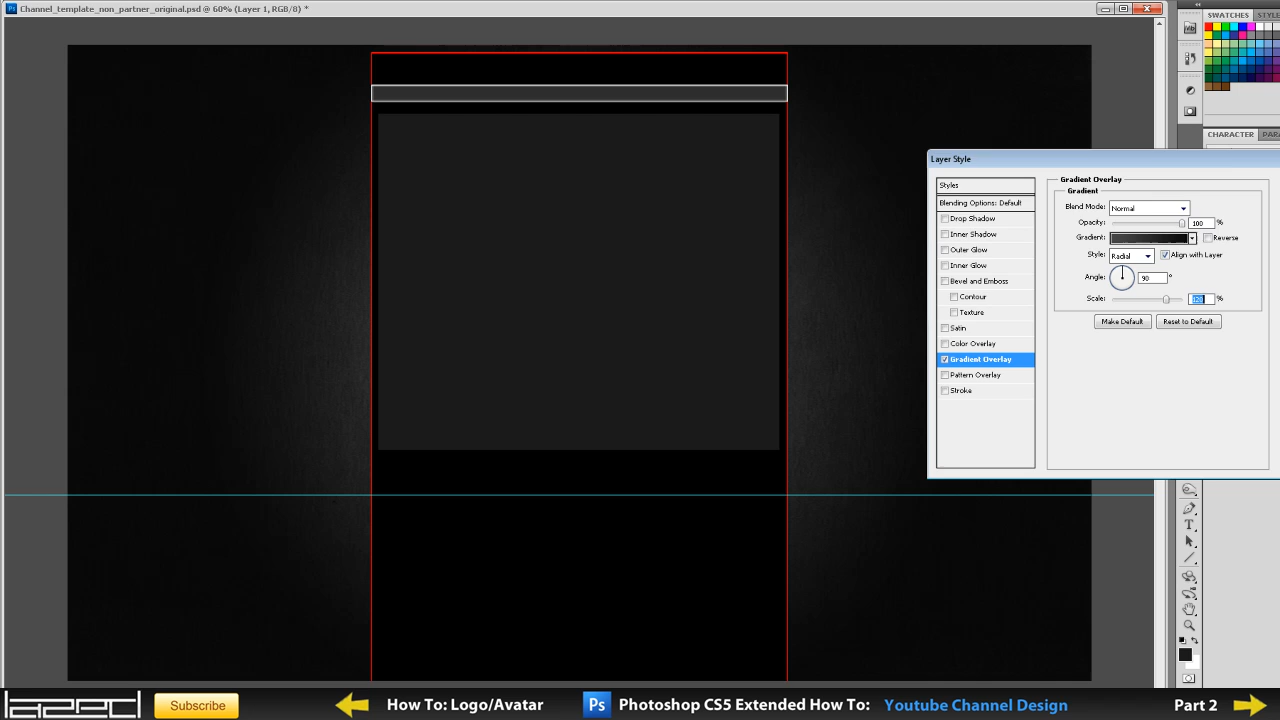 Channel_template_non_partner_original.psd @ 60% (Layer 1, RGB/8) *
SWATCHES STYLE
CHARACTER PAR
Layer Style
Styles
Blending Options: Default
Drop Shadow
Inner Shadow
Outer Glow
Inner Glow
Bevel and Emboss
Contour
Texture
Satin
Color Overlay
Gradient Overlay
Pattern Overlay
Stroke
Gradient Overlay
Gradient
Blend Mode: Normal
Opacity: 100 %
Gradient: Reverse
Style: Radial Align with Layer
Angle: 90 °
Scale: %
Make Default Reset to Default
Subscribe How To: Logo/Avatar Ps Photoshop CS5 Extended How To: Youtube Channel Design Part 2